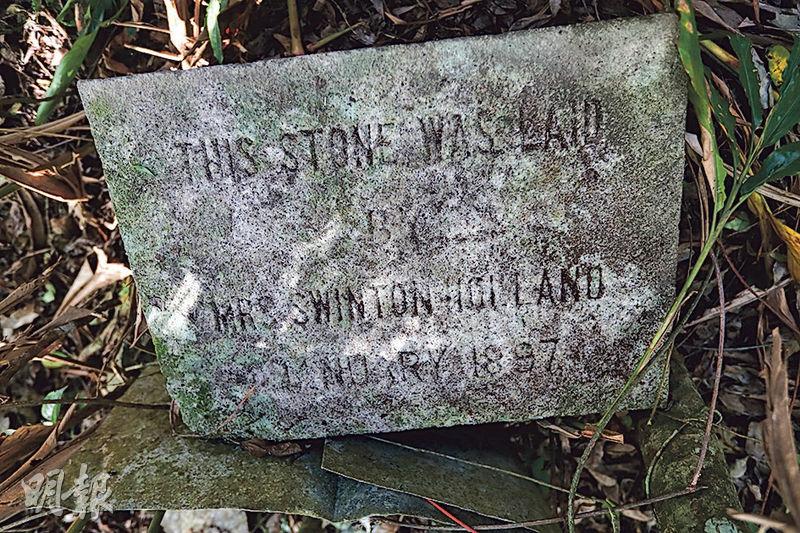 THIS STONE WAS LAID
BY
MRS SWINTON HOLLAND
JANUARY 1897
明報